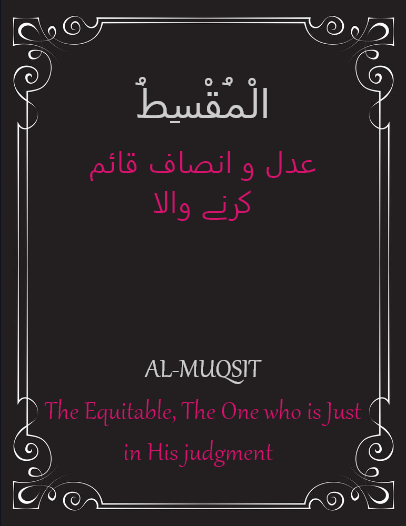 الْمُقْسِطُ
عدل و انصاف قائم
کرنے والا
AL-MUQSIT
The Equitable, The One who is Just
in His judgment